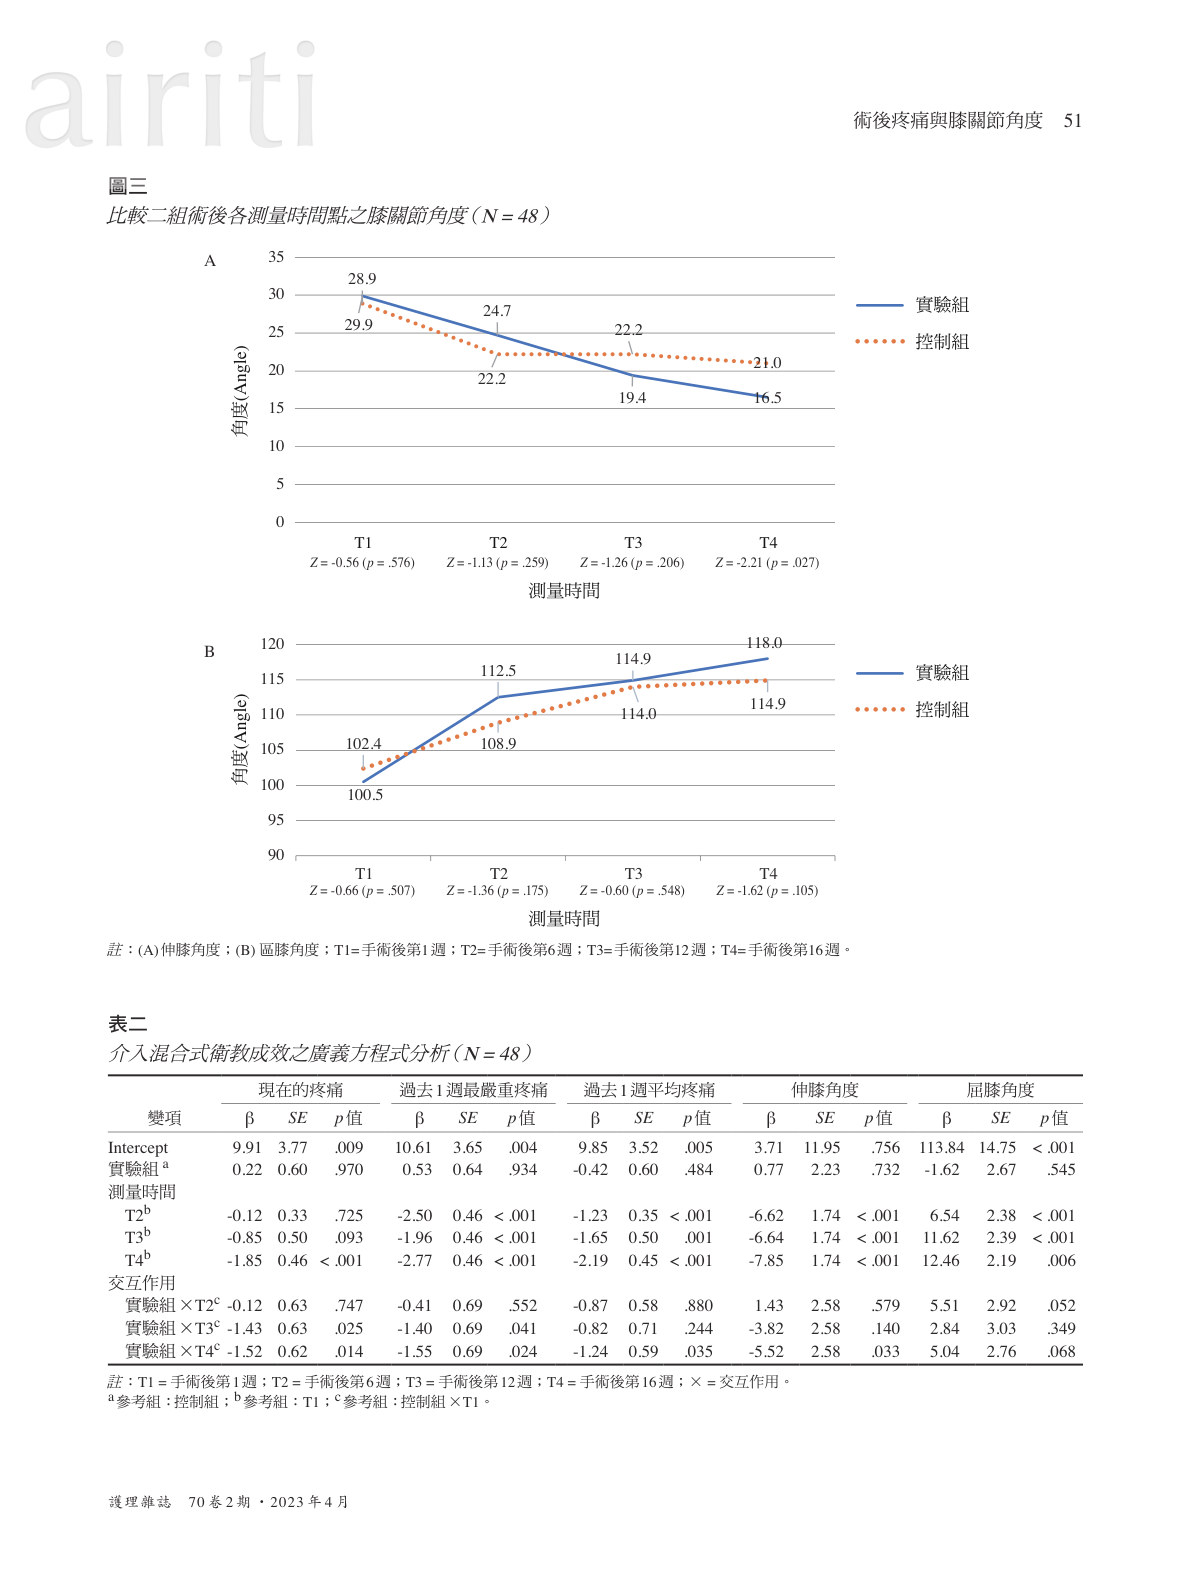 airiti
術後疼痛與膝關節角度 51
圖三
比較二組術後各測量時間點之膝關節角度（N = 48）
A
35
30
25
20
15
10
5
0
角度(Angle)
28.9
29.9
24.7
22.2
22.2
19.4
21.0
16.5
實驗組
控制組
T1 T2 T3 T4
Z = -0.56 (p = .576) Z = -1.13 (p = .259) Z = -1.26 (p = .206) Z = -2.21 (p = .027)
測量時間
B
120
115
110
105
100
95
90
角度(Angle)
102.4
100.5
112.5
108.9
114.9
114.0
118.0
114.9
實驗組
控制組
T1 T2 T3 T4
Z = -0.66 (p = .507) Z = -1.36 (p = .175) Z = -0.60 (p = .548) Z = -1.62 (p = .105)
測量時間
註：(A)伸膝角度；(B) 區膝角度；T1=手術後第1週；T2=手術後第6週；T3=手術後第12週；T4=手術後第16週。
表二
介入混合式衛教成效之廣義方程式分析（N = 48）
現在的疼痛 過去1週最嚴重疼痛 過去1週平均疼痛 伸膝角度 屈膝角度
變項 β SE p值 β SE p值 β SE p值 β SE p值 β SE p值
Intercept 9.91 3.77 .009 10.61 3.65 .004 9.85 3.52 .005 3.71 11.95 .756 113.84 14.75 < .001
實驗組a 0.22 0.60 .970 0.53 0.64 .934 -0.42 0.60 .484 0.77 2.23 .732 -1.62 2.67 .545
測量時間
T2b -0.12 0.33 .725 -2.50 0.46 < .001 -1.23 0.35 < .001 -6.62 1.74 < .001 6.54 2.38 < .001
T3b -0.85 0.50 .093 -1.96 0.46 < .001 -1.65 0.50 .001 -6.64 1.74 < .001 11.62 2.39 < .001
T4b -1.85 0.46 < .001 -2.77 0.46 < .001 -2.19 0.45 < .001 -7.85 1.74 < .001 12.46 2.19 .006
交互作用
實驗組×T2c -0.12 0.63 .747 -0.41 0.69 .552 -0.87 0.58 .880 1.43 2.58 .579 5.51 2.92 .052
實驗組×T3c -1.43 0.63 .025 -1.40 0.69 .041 -0.82 0.71 .244 -3.82 2.58 .140 2.84 3.03 .349
實驗組×T4c -1.52 0.62 .014 -1.55 0.69 .024 -1.24 0.59 .035 -5.52 2.58 .033 5.04 2.76 .068
註：T1 = 手術後第1週；T2 = 手術後第6週；T3 = 手術後第12週；T4 = 手術後第16週；× = 交互作用。
a參考組：控制組；b參考組：T1；c參考組：控制組×T1。
護理雜誌 70卷2期・2023年4月